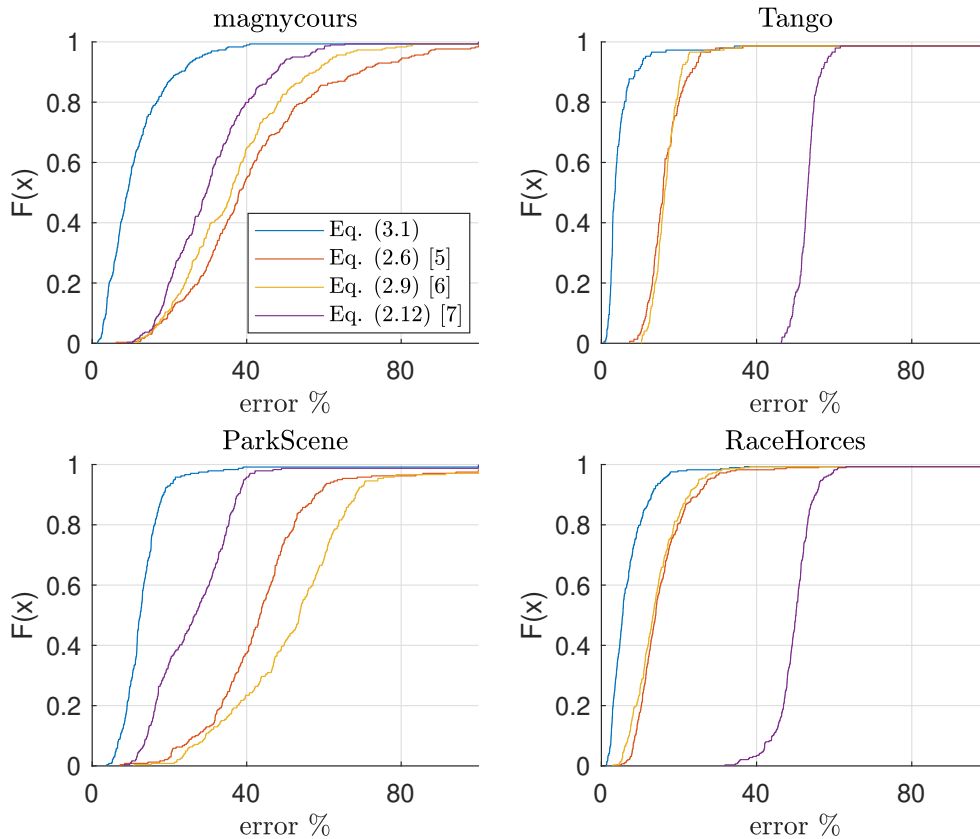 magnycours
Tango
1
0.8
0.6
0.4
0.2
0
F(x)
Eq. (3.1)
Eq. (2.6) [5]
Eq. (2.9) [6]
Eq. (2.12) [7]
0 40 80
error %
1
0.8
0.6
0.4
0.2
0
F(x)
0 40 80
error %
ParkScene
RaceHorces
1
0.8
0.6
0.4
0.2
0
F(x)
0 40 80
error %
1
0.8
0.6
0.4
0.2
0
F(x)
0 40 80
error %